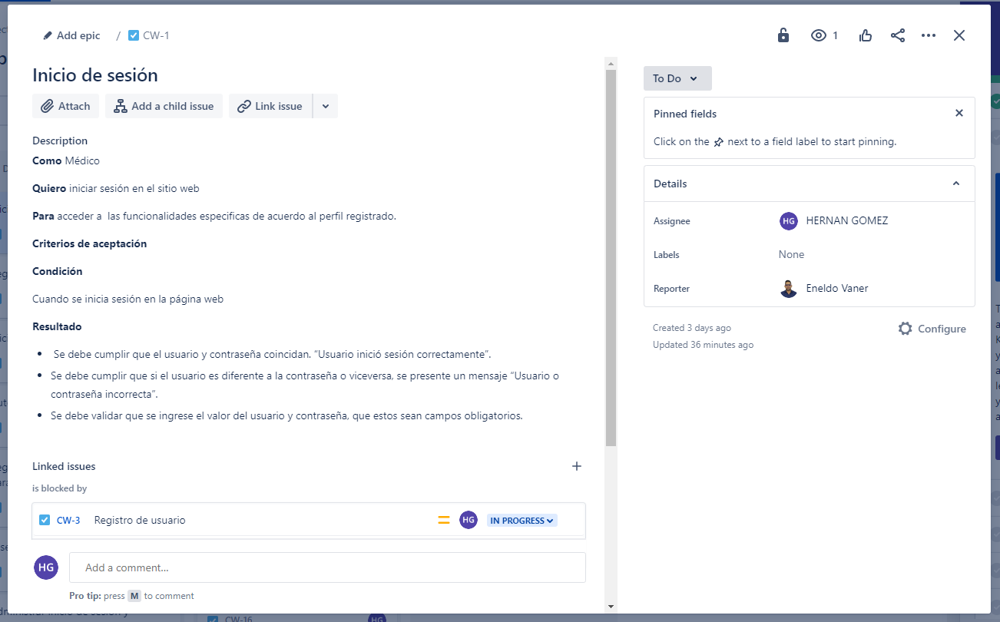 Add epic / CW-1
1
Inicio de sesión
Attach Add a child issue Link issue
Description
Como Médico
Quiero iniciar sesión en el sitio web
Para acceder a las funcionalidades especificas de acuerdo al perfil registrado.
Criterios de aceptación
Condición
Cuando se inicia sesión en la página web
Resultado
• Se debe cumplir que el usuario y contraseña coincidan. “Usuario inició sesión correctamente”.
• Se debe cumplir que si el usuario es diferente a la contraseña o viceversa, se presente un mensaje “Usuario o
contraseña incorrecta”.
• Se debe validar que se ingrese el valor del usuario y contraseña, que estos sean campos obligatorios.
Linked issues
is blocked by
CW-3 Registro de usuario HG IN PROGRESS
HG Add a comment...
Pro tip: press M to comment
To Do
Pinned fields
Click on the next to a field label to start pinning.
Details
Assignee HG HERNAN GOMEZ
Labels None
Reporter Eneldo Vaner
Created 3 days ago
Updated 36 minutes ago
Configure
CW-16 HG